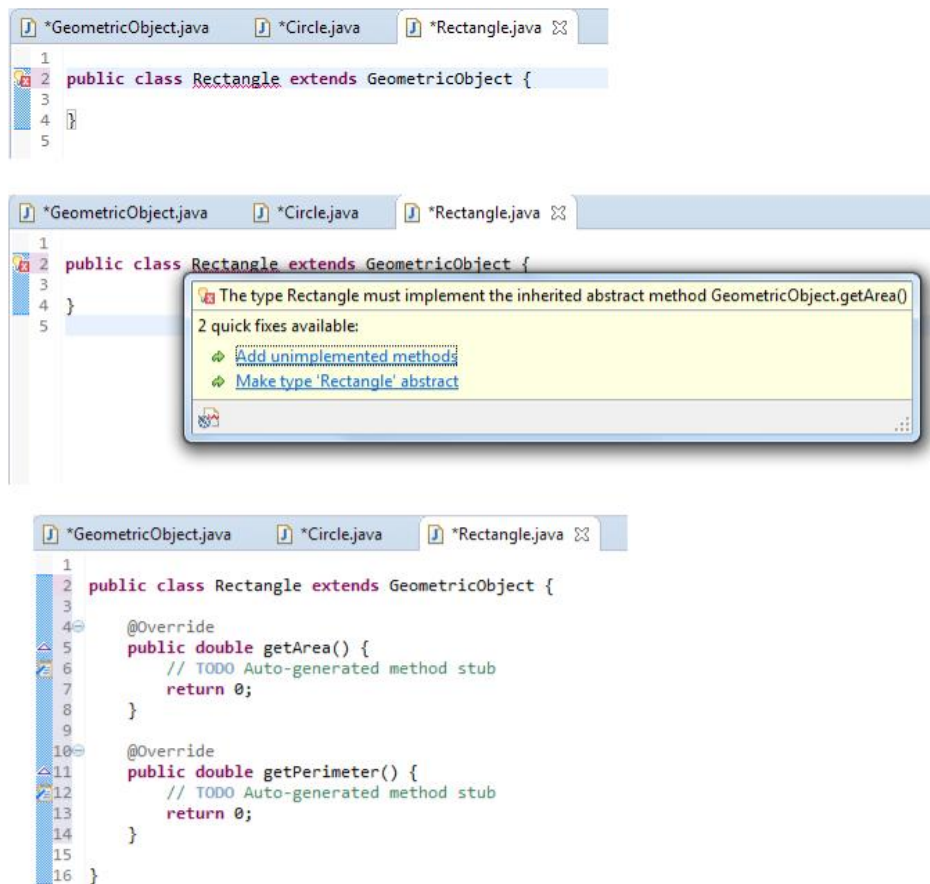 *GeometricObject.java *Circle.java *Rectangle.java
1
2 public class Rectangle extends GeometricObject {
3
4 }
5
*GeometricObject.java *Circle.java *Rectangle.java
1
2 public class Rectangle extends GeometricObject {
3
4 }
5
The type Rectangle must implement the inherited abstract method GeometricObject.getArea()
2 quick fixes available:
Add unimplemented methods
Make type 'Rectangle' abstract
*GeometricObject.java *Circle.java *Rectangle.java
1
2 public class Rectangle extends GeometricObject {
3
4 @Override
5 public double getArea() {
6 // TODO Auto-generated method stub
7 return 0;
8 }
9
10 @Override
11 public double getPerimeter() {
12 // TODO Auto-generated method stub
13 return 0;
14 }
15
16 }